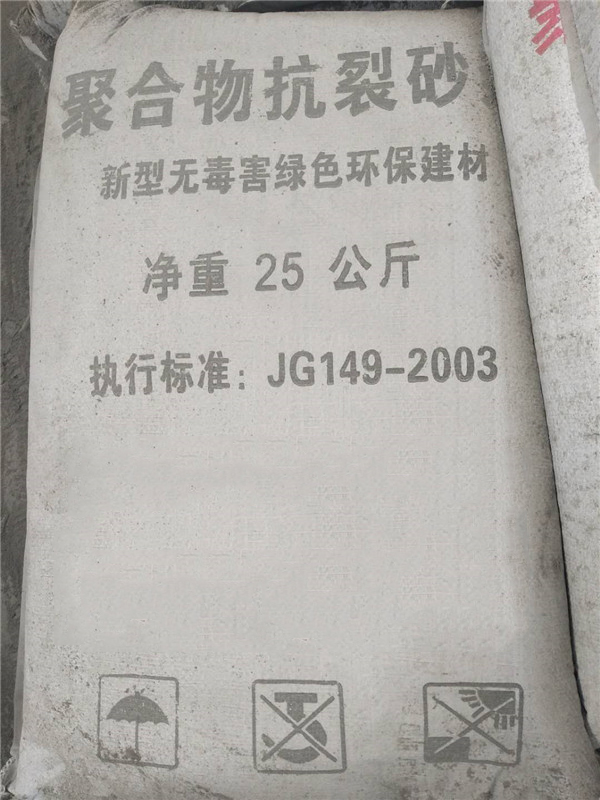 聚合物抗裂砂
新型无毒害绿色环保建材
净重 25 公斤
执行标准：JG149-2003